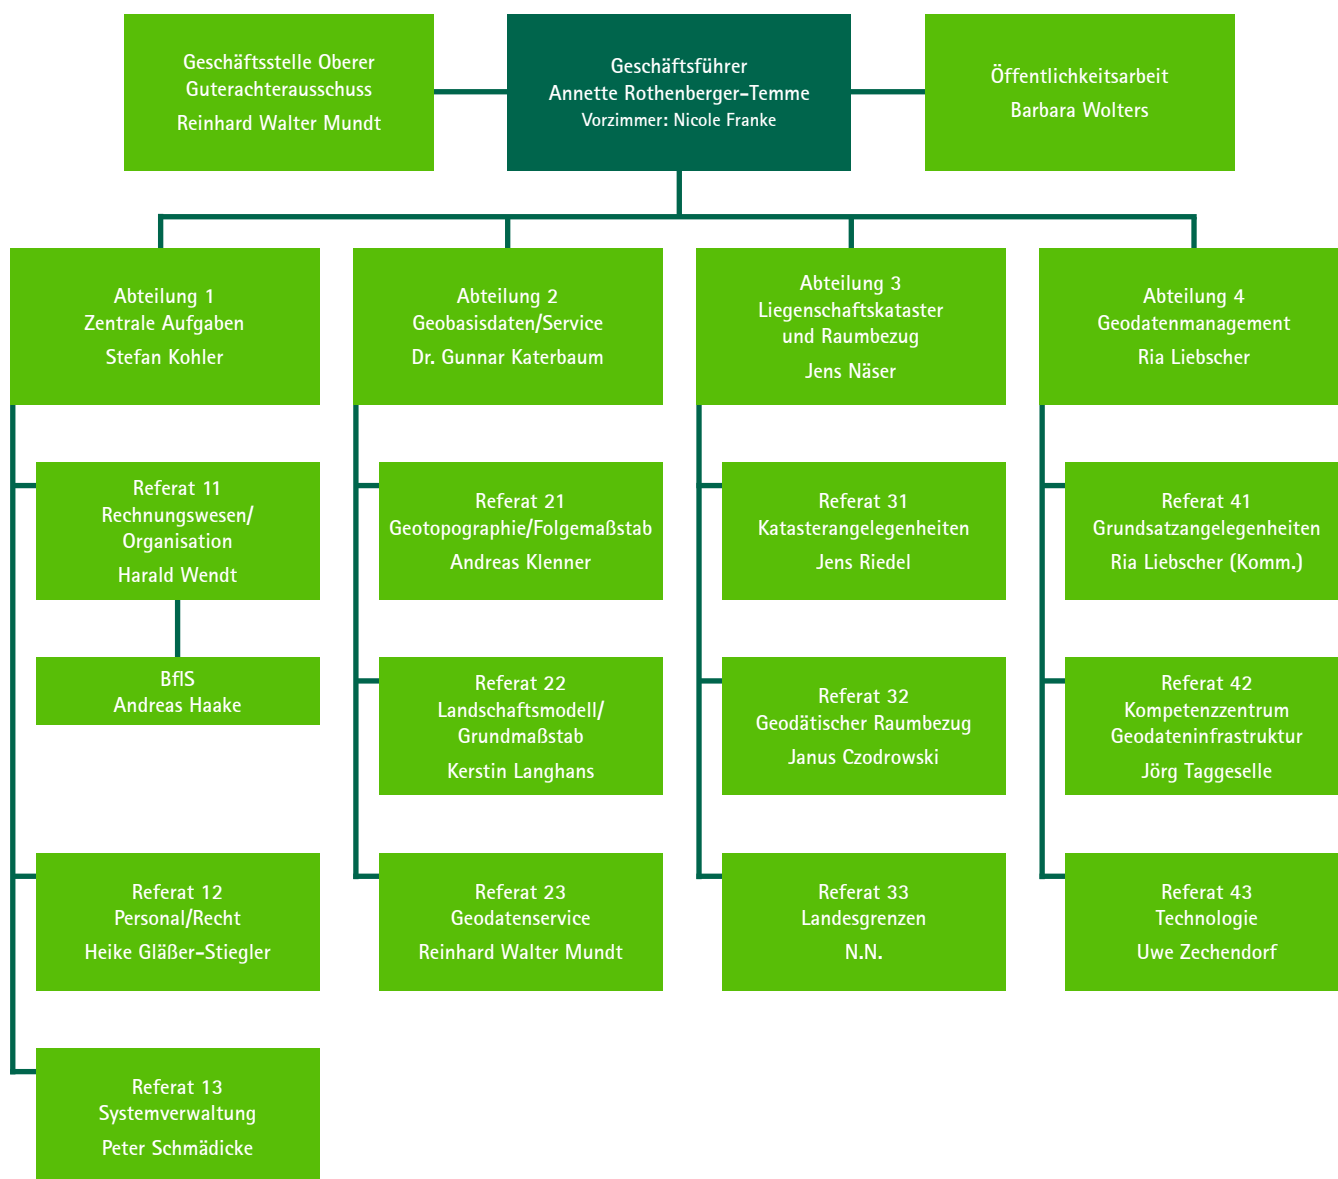 Geschäftsstelle Oberer
Guterachterausschuss
Reinhard Walter Mundt
Geschäftsführer
Annette Rothenberger-Temme
Vorzimmer: Nicole Franke
Öffentlichkeitsarbeit
Barbara Wolters
Abteilung 1
Zentrale Aufgaben
Stefan Kohler
Abteilung 2
Geobasisdaten/Service
Dr. Gunnar Katerbaum
Abteilung 3
Liegenschaftskataster
und Raumbezug
Jens Näser
Abteilung 4
Geodatenmanagement
Ria Liebscher
Referat 11
Rechnungswesen/
Organisation
Harald Wendt
Referat 21
Geotopographie/Folgemaßstab
Andreas Klenner
Referat 31
Katasterangelegenheiten
Jens Riedel
Referat 41
Grundsatzangelegenheiten
Ria Liebscher (Komm.)
BfIS
Andreas Haake
Referat 22
Landschaftsmodell/
Grundmaßstab
Kerstin Langhans
Referat 32
Geodätischer Raumbezug
Janus Czodrowski
Referat 42
Kompetenzzentrum
Geodateninfrastruktur
Jörg Taggeselle
Referat 12
Personal/Recht
Heike Gläßer-Stiegler
Referat 23
Geodatenservice
Reinhard Walter Mundt
Referat 33
Landesgrenzen
N.N.
Referat 43
Technologie
Uwe Zechendorf
Referat 13
Systemverwaltung
Peter Schmädicke